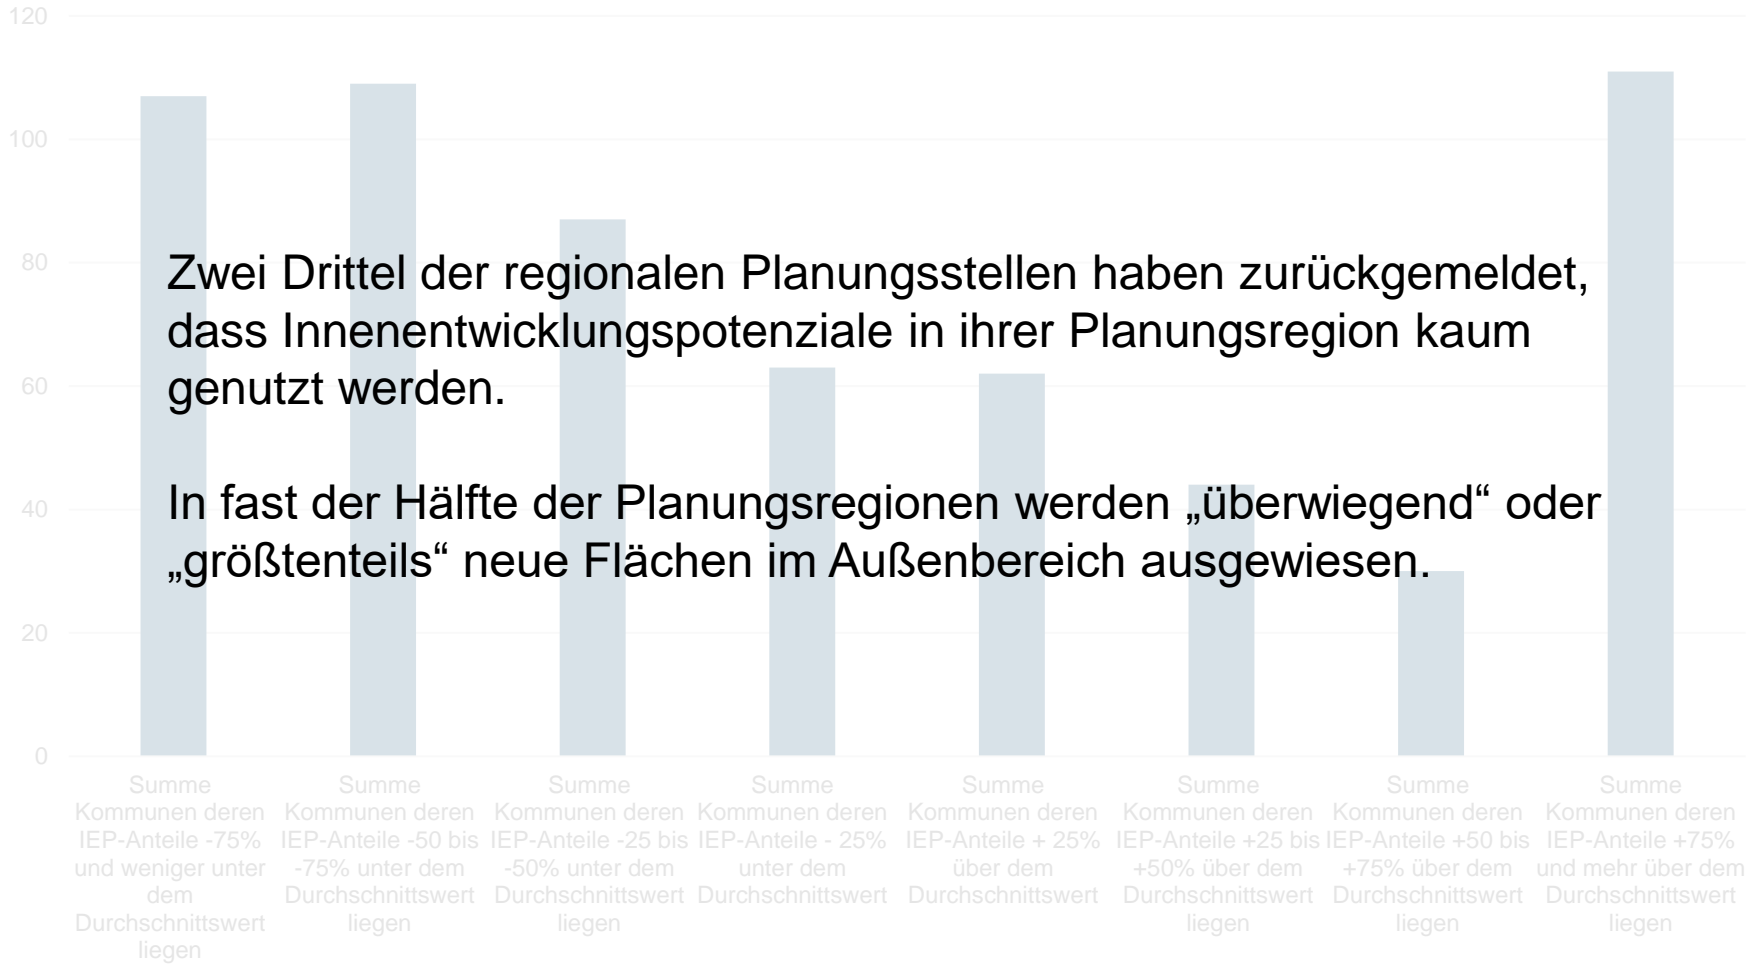 120
100
80
60
40
20
0
Zwei Drittel der regionalen Planungsstellen haben zurückgemeldet,
dass Innenentwicklungspotenziale in ihrer Planungsregion kaum
genutzt werden.
In fast der Hälfte der Planungsregionen werden „überwiegend“ oder
„größtenteils“ neue Flächen im Außenbereich ausgewiesen.
Summe
Kommunen deren
IEP-Anteile -75%
und weniger unter
dem
Durchschnittswert
liegen
Summe
Kommunen deren
IEP-Anteile -50 bis
-75% unter dem
Durchschnittswert
liegen
Summe
Kommunen deren
IEP-Anteile -25 bis
-50% unter dem
Durchschnittswert
liegen
Summe
Kommunen deren
IEP-Anteile - 25%
unter dem
Durchschnittswert
Summe
Kommunen deren
IEP-Anteile + 25%
über dem
Durchschnittswert
Summe
Kommunen deren
IEP-Anteile +25 bis
+50% über dem
Durchschnittswert
liegen
Summe
Kommunen deren
IEP-Anteile +50 bis
+75% über dem
Durchschnittswert
liegen
Summe
Kommunen deren
IEP-Anteile +75%
und mehr über dem
Durchschnittswert
liegen